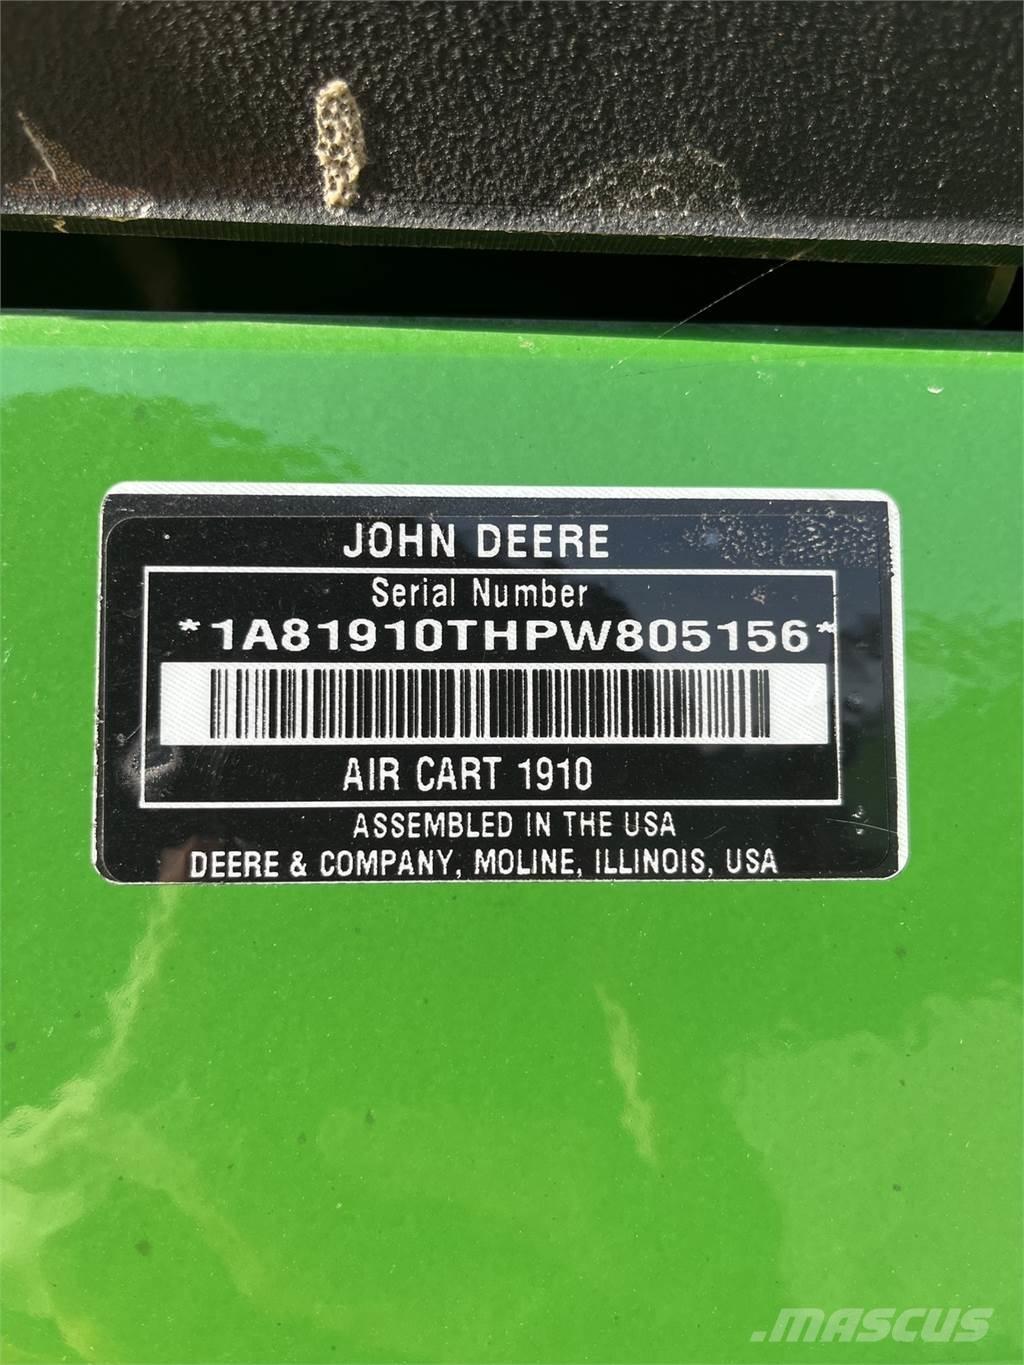 JOHN DEERE
Serial Number
*1A81910THPW805156*
AIR CART 1910
ASSEMBLED IN THE USA
DEERE & COMPANY, MOLINE, ILLINOIS, USA
MASCUS